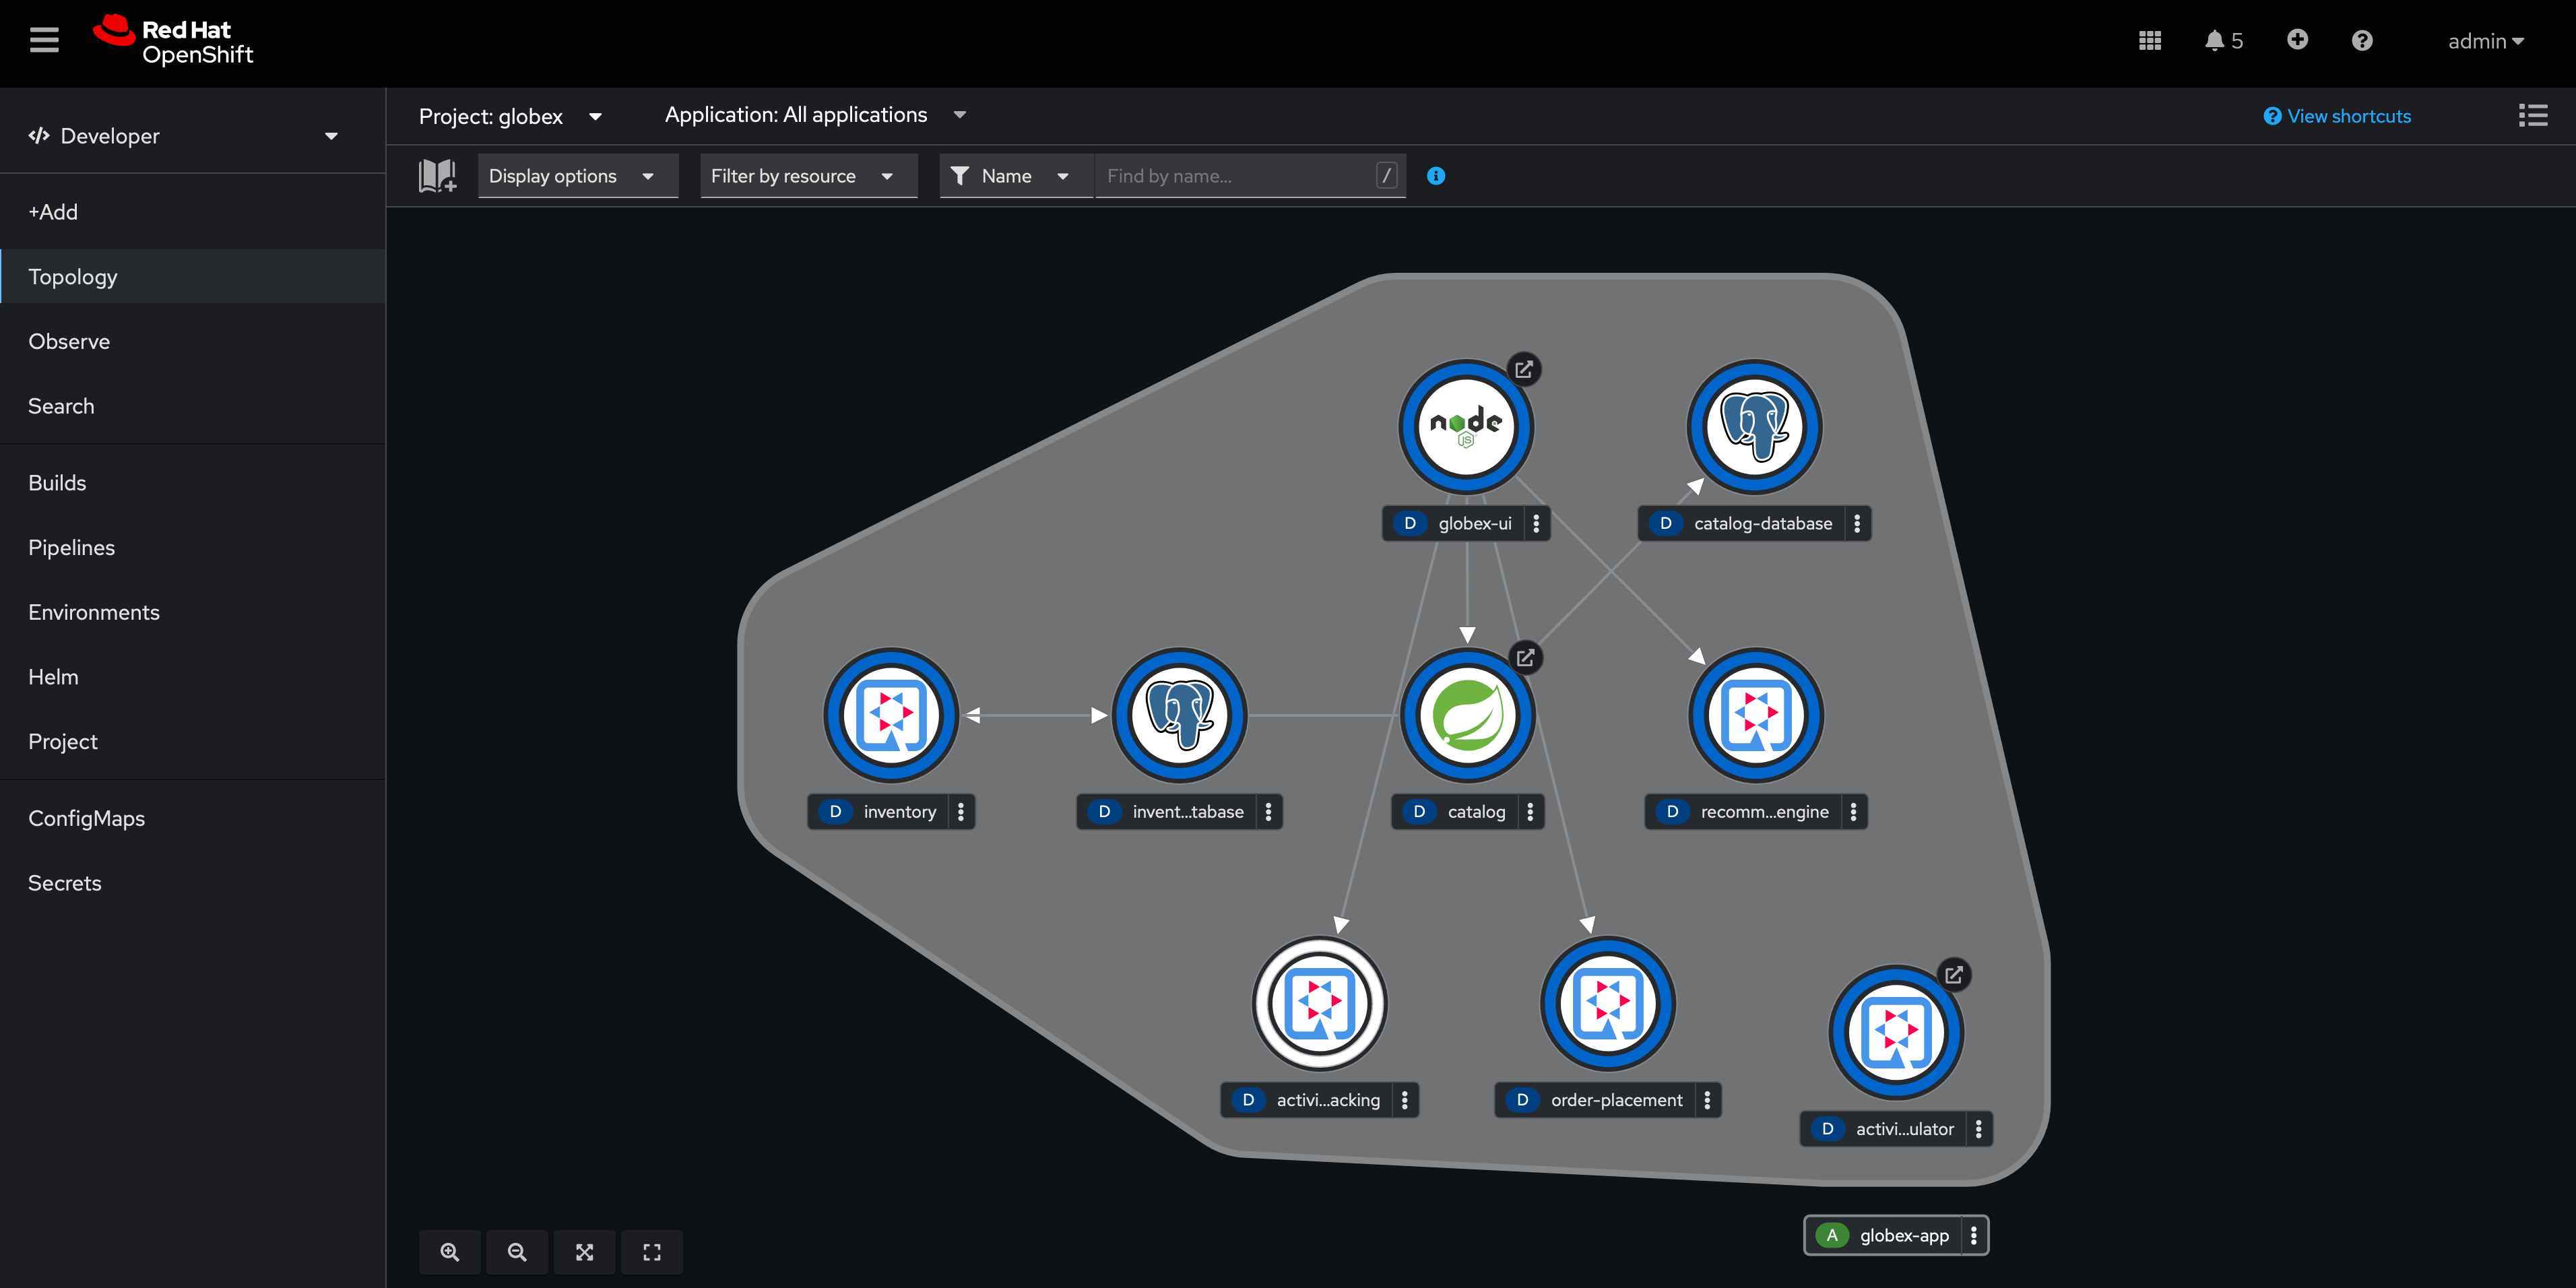 Red Hat
OpenShift
5
admin
Developer
Project: globex
Application: All applications
View shortcuts
Display options
Filter by resource
Name
Find by name...
/
+Add
Topology
Observe
Search
Builds
Pipelines
Environments
Helm
Project
ConfigMaps
Secrets
node
JS
D globex-ui
D catalog-database
D inventory
D invent...tabase
D catalog
D recomm...engine
D activi...acking
D order-placement
D activi...ulator
A globex-app